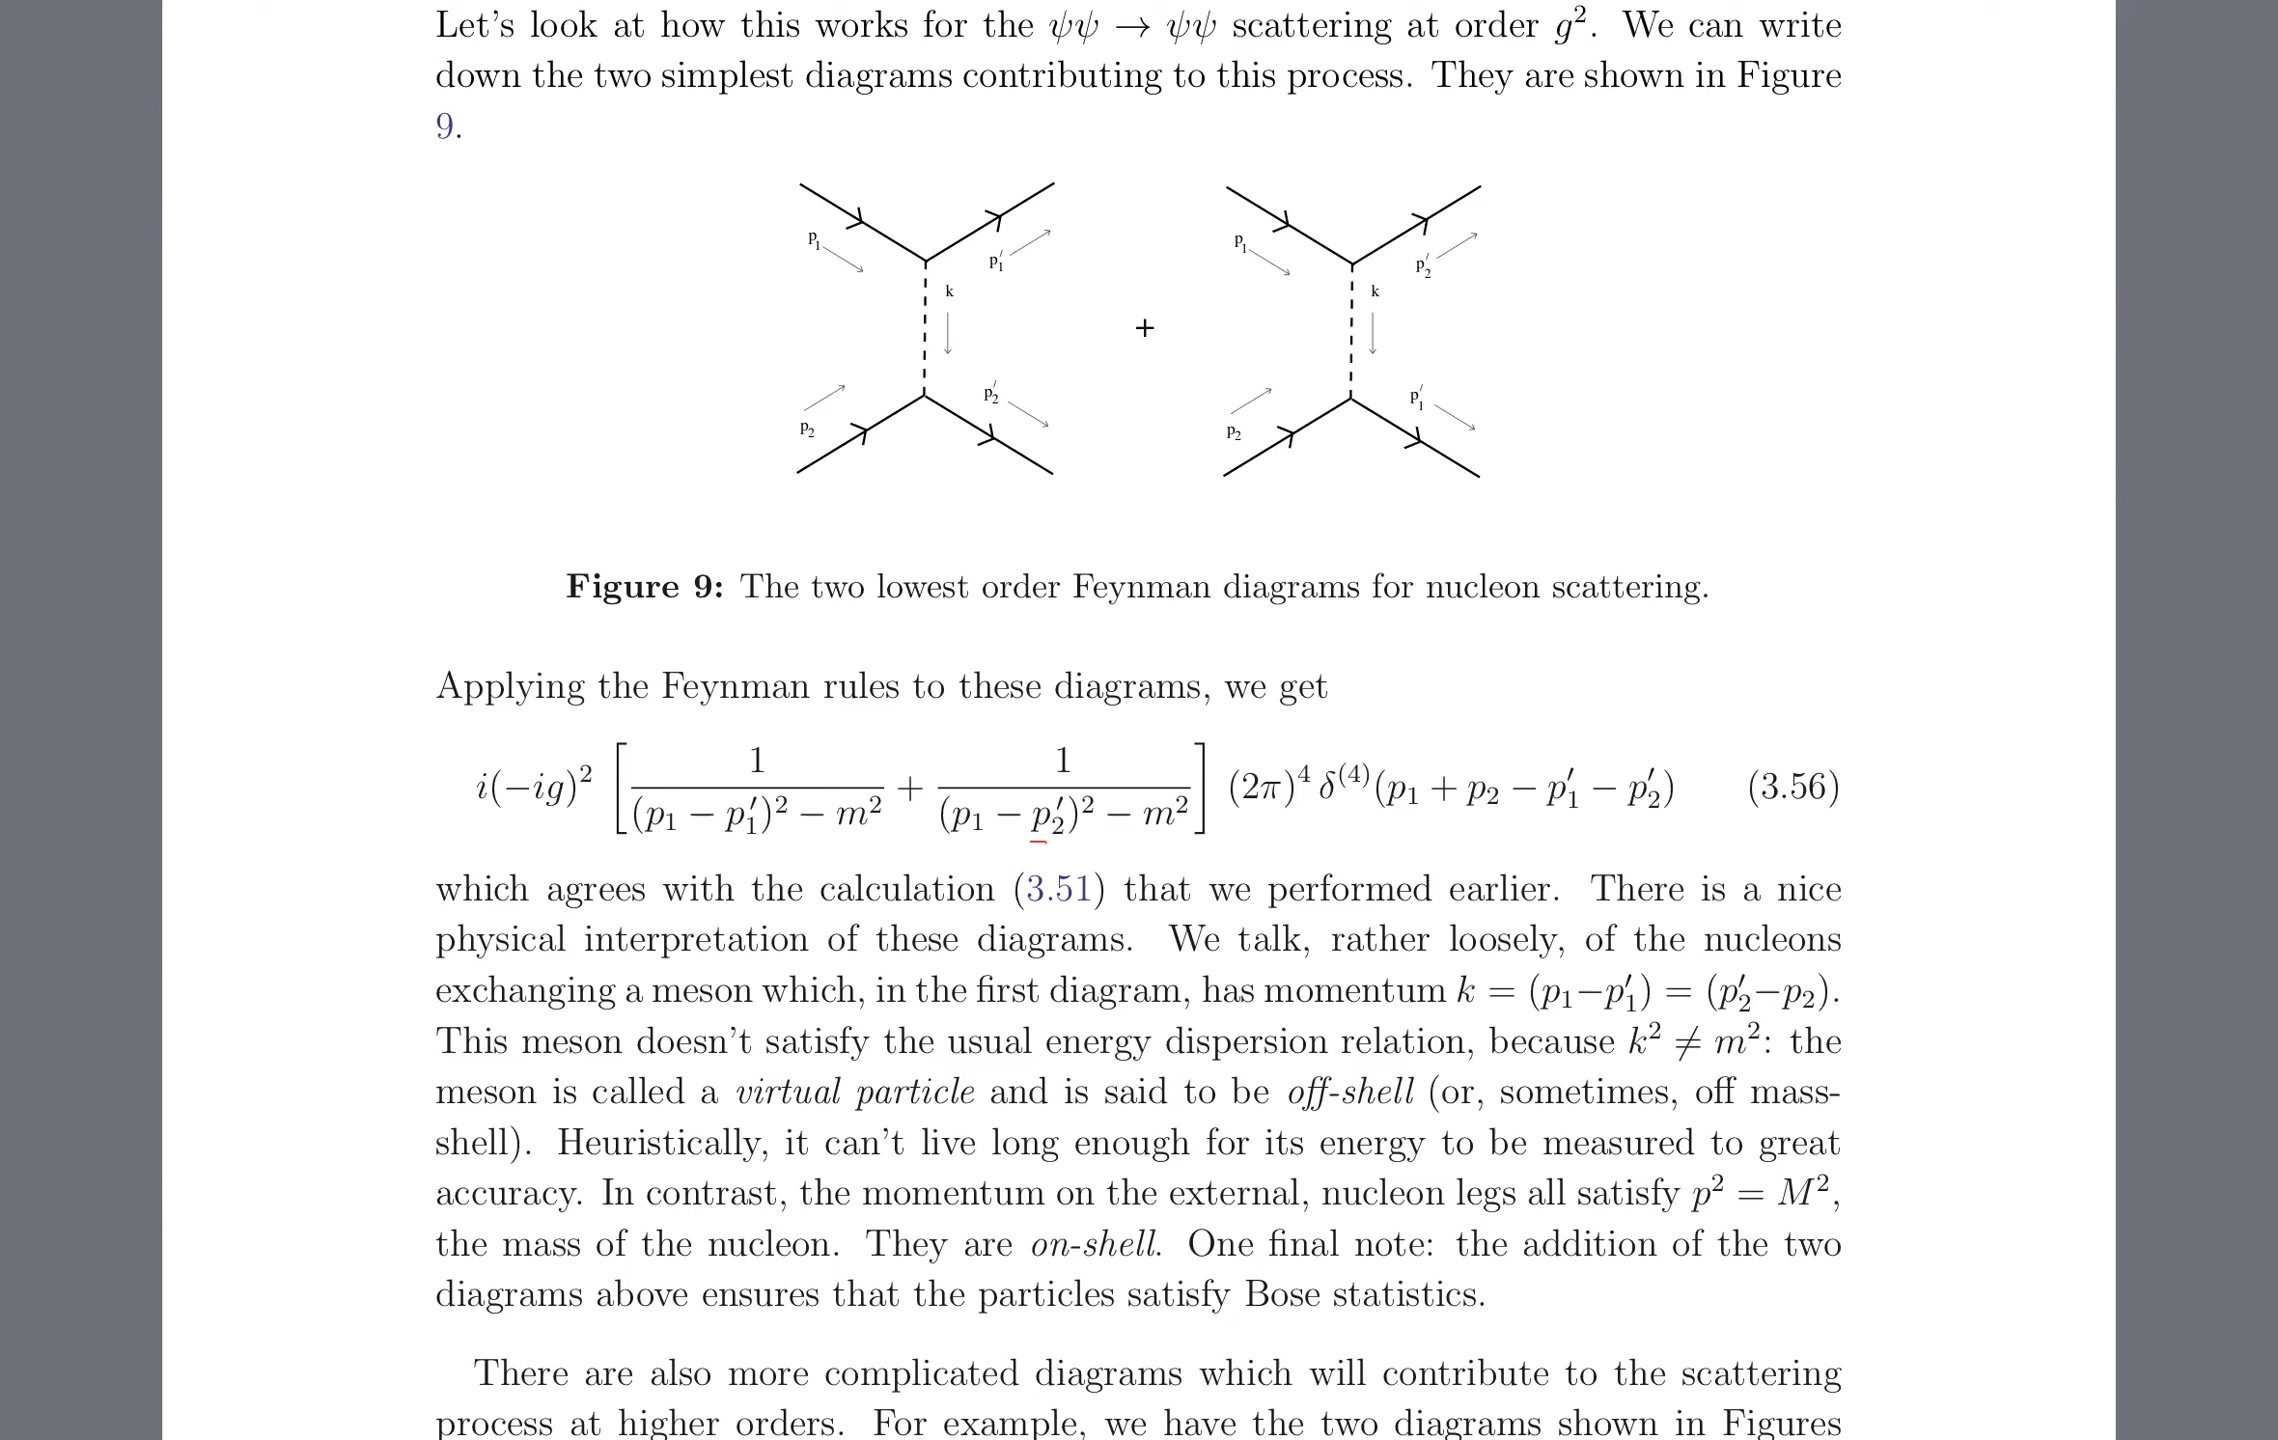 Let's look at how this works for the ψψ → ψψ scattering at order g². We can write
down the two simplest diagrams contributing to this process. They are shown in Figure
9.
p₁ p₁′ k p₂ p₂′
+
p₁ p₂′ k p₂ p₁′
Figure 9: The two lowest order Feynman diagrams for nucleon scattering.
Applying the Feynman rules to these diagrams, we get
i(−ig)² [ 1/((p₁ − p₁′)² − m²) + 1/((p₁ − p₂′)² − m²) ] (2π)⁴ δ⁽⁴⁾(p₁ + p₂ − p₁′ − p₂′) (3.56)
which agrees with the calculation (3.51) that we performed earlier. There is a nice
physical interpretation of these diagrams. We talk, rather loosely, of the nucleons
exchanging a meson which, in the first diagram, has momentum k = (p₁−p₁′) = (p₂′−p₂).
This meson doesn't satisfy the usual energy dispersion relation, because k² ≠ m²: the
meson is called a virtual particle and is said to be off-shell (or, sometimes, off mass-
shell). Heuristically, it can't live long enough for its energy to be measured to great
accuracy. In contrast, the momentum on the external, nucleon legs all satisfy p² = M²,
the mass of the nucleon. They are on-shell. One final note: the addition of the two
diagrams above ensures that the particles satisfy Bose statistics.
There are also more complicated diagrams which will contribute to the scattering
process at higher orders. For example, we have the two diagrams shown in Figures